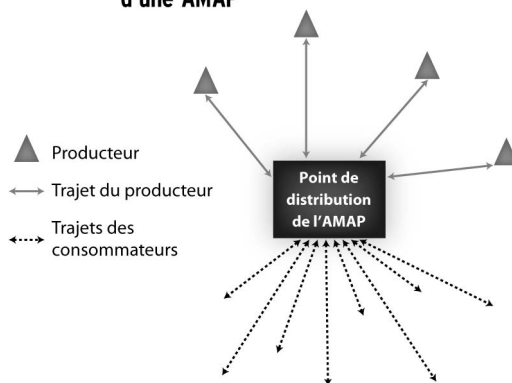 d'une AMAP
Producteur
Trajet du producteur
Trajets des
consommateurs
Point de
distribution
de l'AMAP